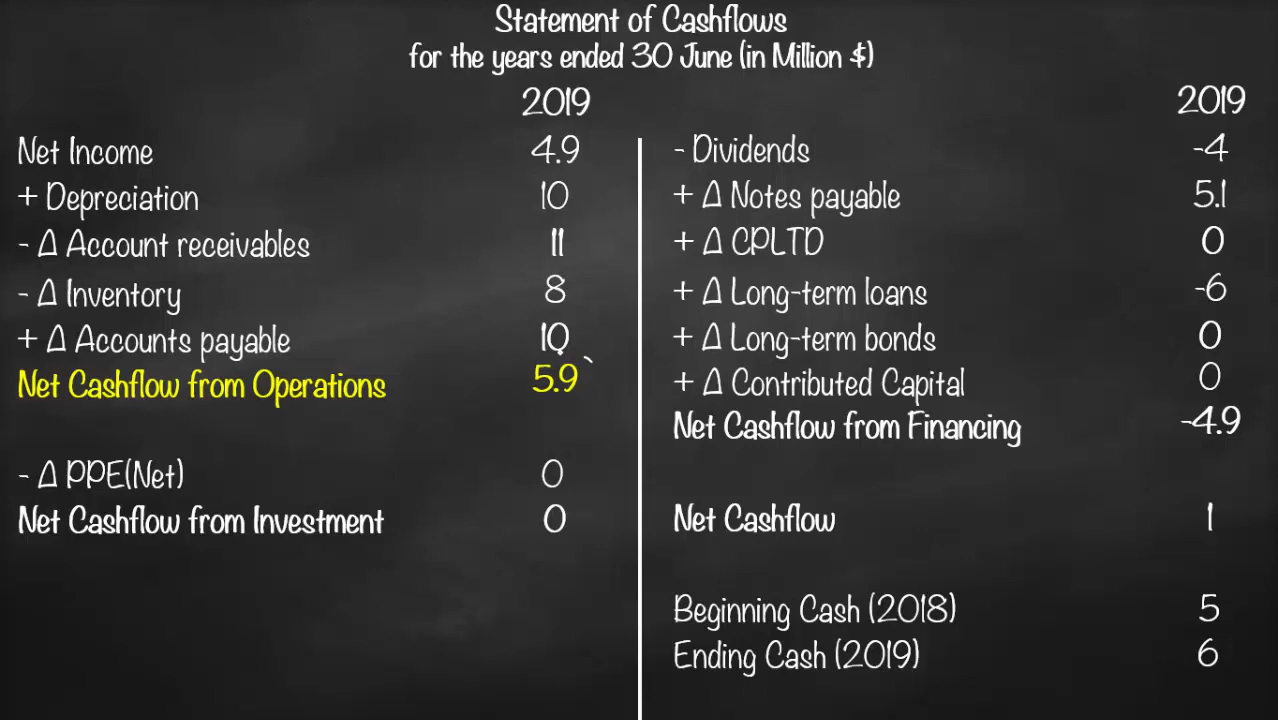 Statement of Cashflows
for the years ended 30 June (in Million $)
2019
Net Income 4.9
+ Depreciation 10
- Δ Account receivables 11
- Δ Inventory 8
+ Δ Accounts payable 10
Net Cashflow from Operations 5.9
- Δ PPE(Net) 0
Net Cashflow from Investment 0
2019
- Dividends -4
+ Δ Notes payable 5.1
+ Δ CPLTD 0
+ Δ Long-term loans -6
+ Δ Long-term bonds 0
+ Δ Contributed Capital 0
Net Cashflow from Financing -4.9
Net Cashflow 1
Beginning Cash (2018) 5
Ending Cash (2019) 6